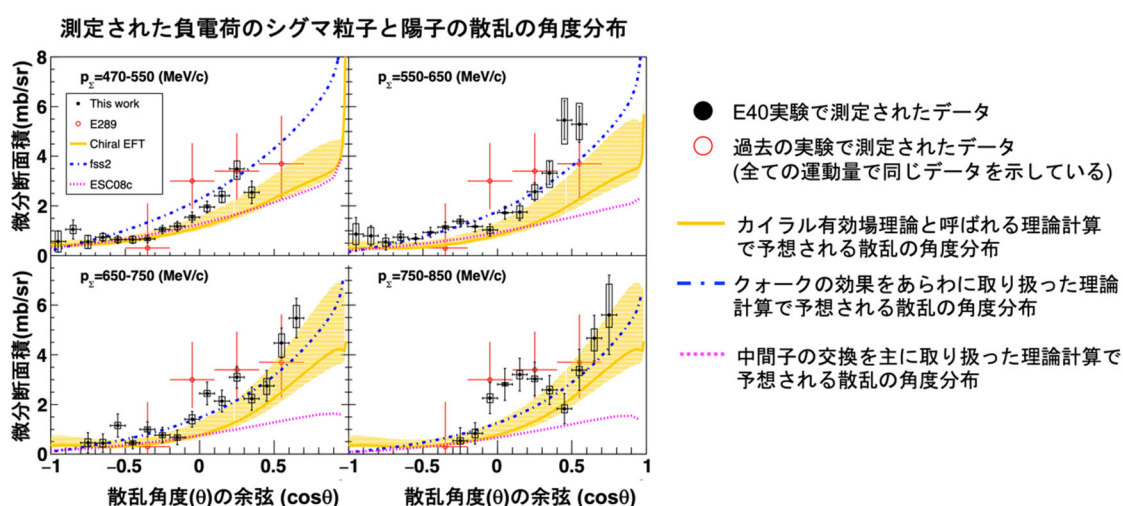 測定された負電荷のシグマ粒子と陽子の散乱の角度分布
微分断面積(mb/sr)
8
6
4
2
0
pΣ=470-550 (MeV/c)
This work
E289
Chiral EFT
fss2
ESC08c
pΣ=550-650 (MeV/c)
微分断面積(mb/sr)
6
4
2
0
pΣ=650-750 (MeV/c)
pΣ=750-850 (MeV/c)
-1 −0.5 0 0.5 -1 −0.5 0 0.5 1
散乱角度(θ)の余弦 (cosθ) 散乱角度(θ)の余弦 (cosθ)
E40実験で測定されたデータ
過去の実験で測定されたデータ
(全ての運動量で同じデータを示している)
カイラル有効場理論と呼ばれる理論計算
で予想される散乱の角度分布
クォークの効果をあらわに取り扱った理論
計算で予想される散乱の角度分布
中間子の交換を主に取り扱った理論計算で
予想される散乱の角度分布